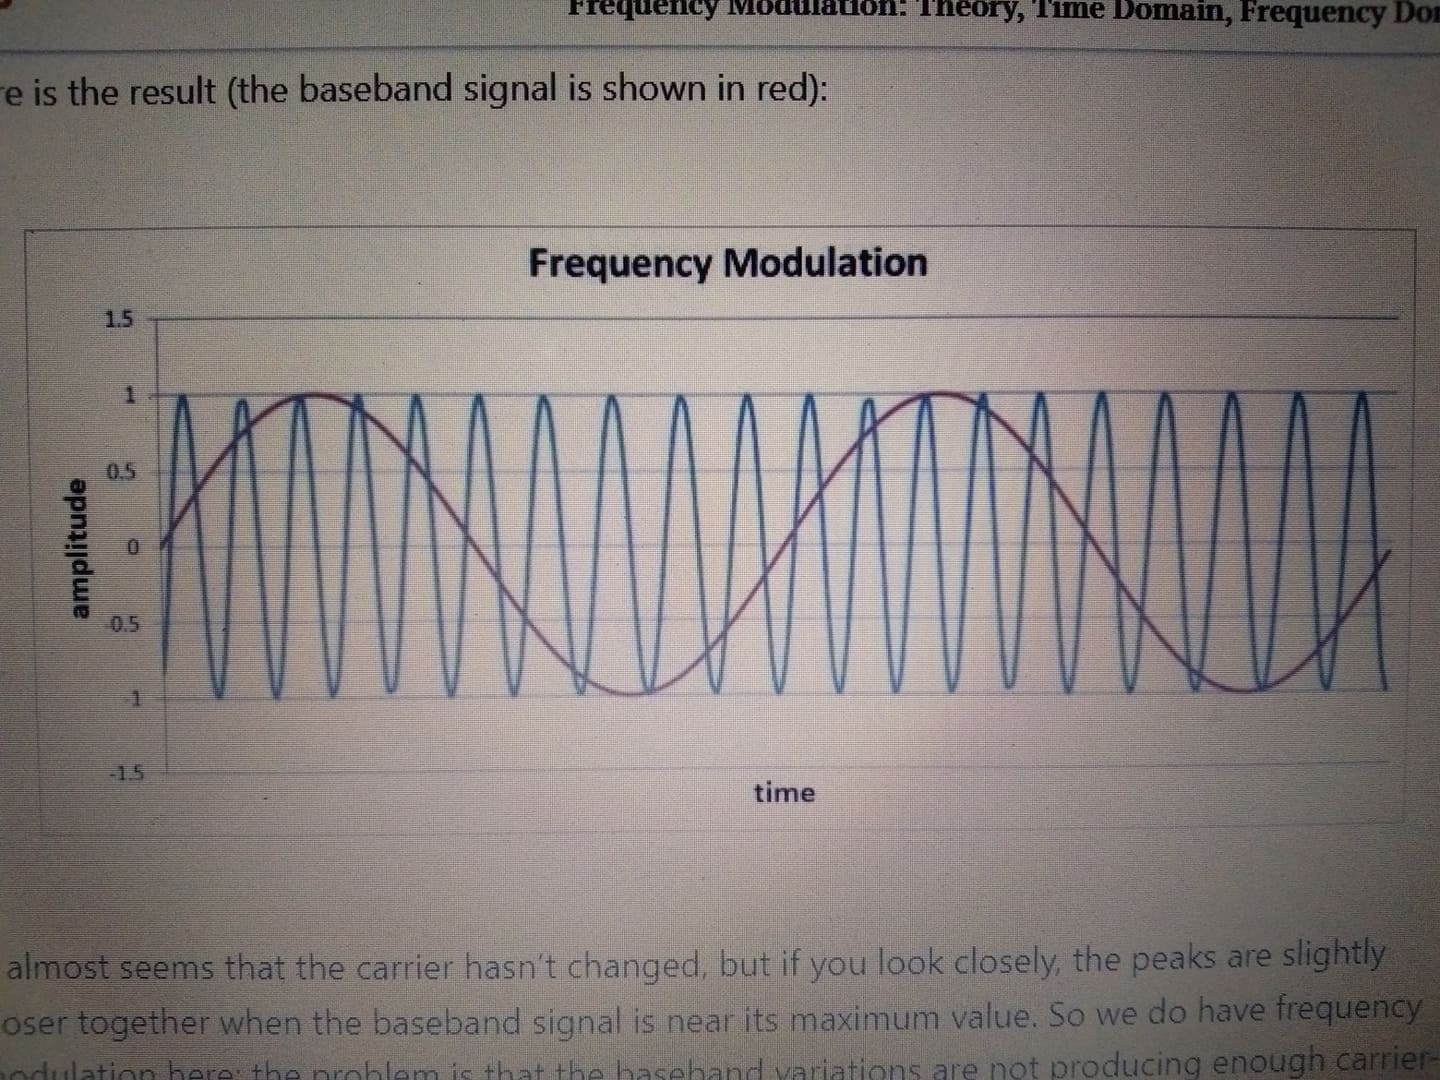 Frequency Modulation: Theory, Time Domain, Frequency Do
e is the result (the baseband signal is shown in red):
Frequency Modulation
1.5
1
0.5
0
0.5
-1
-1.5
amplitude
time
almost seems that the carrier hasn't changed, but if you look closely, the peaks are slightly
oser together when the baseband signal is near its maximum value. So we do have frequency
odulation here; the problem is that the baseband variations are not producing enough carrier-